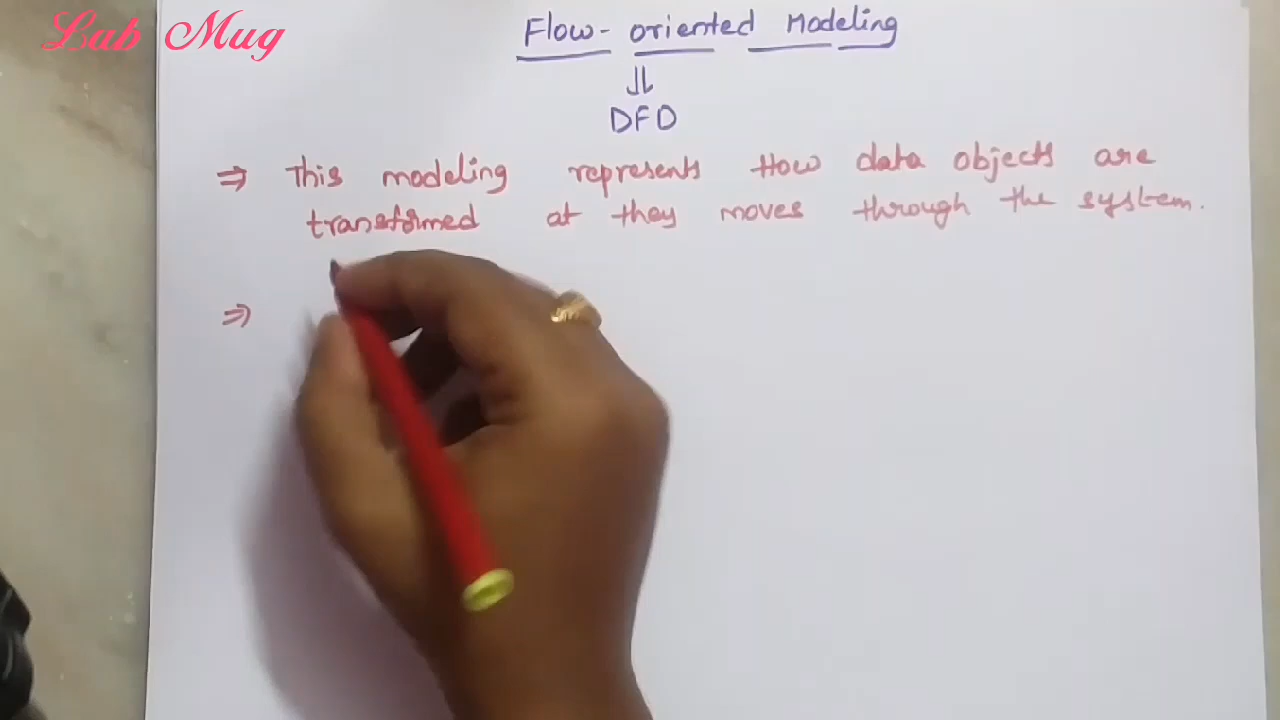 Lab Mug
Flow-oriented Modeling
⇓
DFD
⇒ This modeling represents How data objects are
transformed at they moves through the system.
⇒